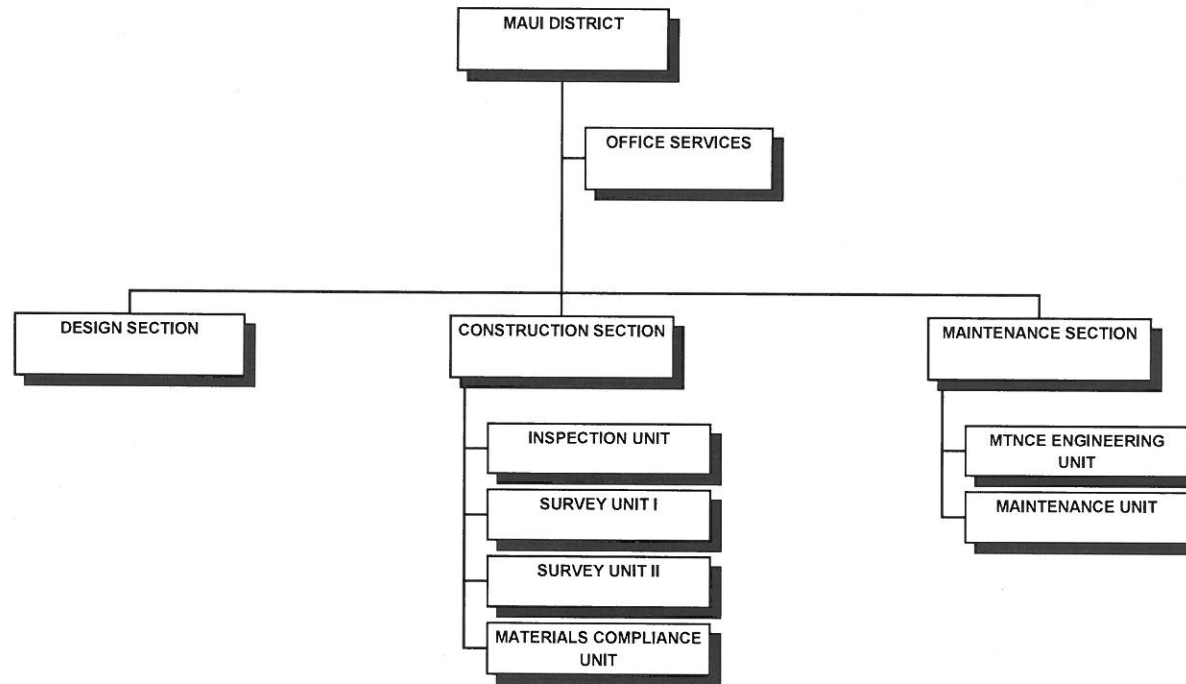 MAUI DISTRICT
OFFICE SERVICES
DESIGN SECTION
CONSTRUCTION SECTION
MAINTENANCE SECTION
INSPECTION UNIT
SURVEY UNIT I
SURVEY UNIT II
MATERIALS COMPLIANCE
UNIT
MTNCE ENGINEERING
UNIT
MAINTENANCE UNIT